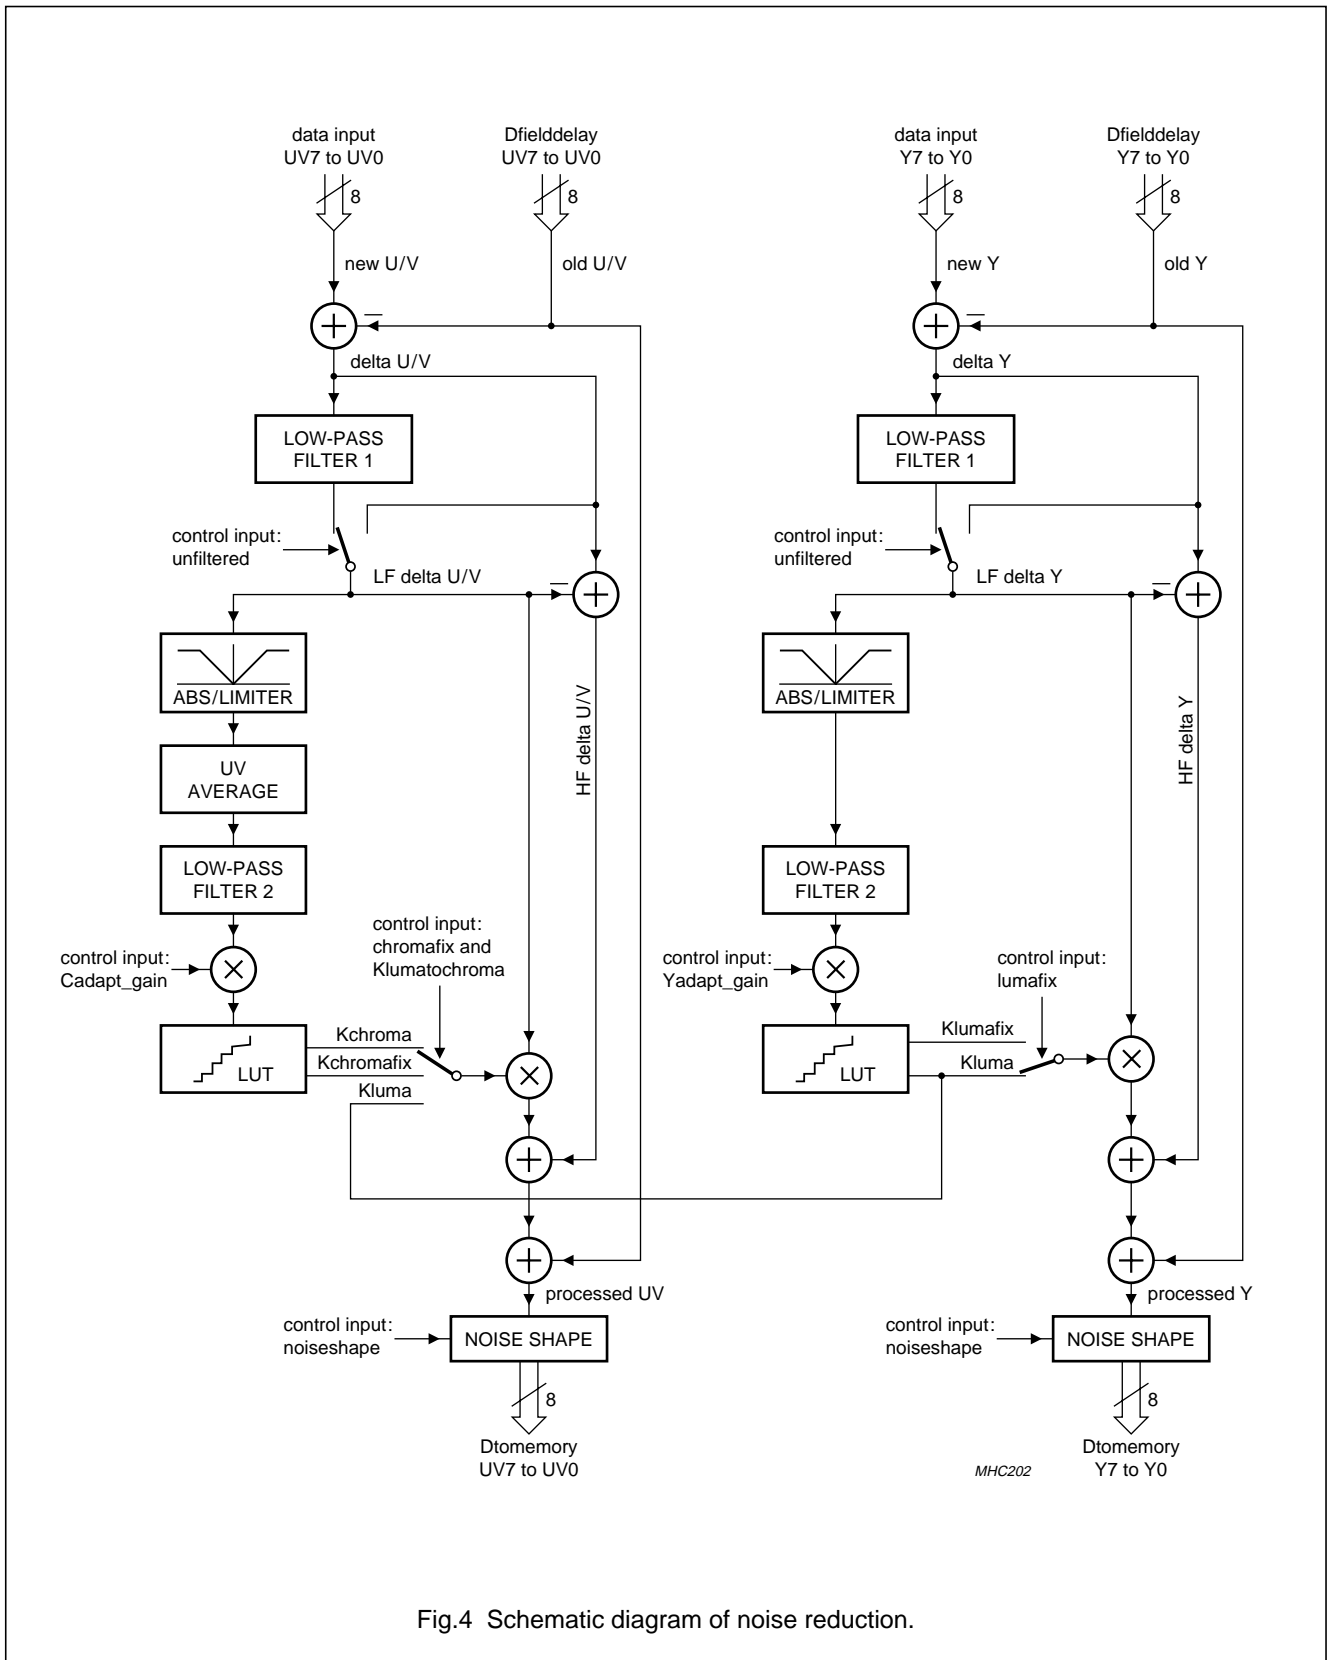 data input
UV7 to UV0
Dfielddelay
UV7 to UV0
data input
Y7 to Y0
Dfielddelay
Y7 to Y0
8
8
8
8
new U/V
old U/V
new Y
old Y
delta U/V
delta Y
LOW-PASS
FILTER 1
LOW-PASS
FILTER 1
control input:
unfiltered
control input:
unfiltered
LF delta U/V
LF delta Y
ABS/LIMITER
ABS/LIMITER
HF delta U/V
HF delta Y
UV
AVERAGE
LOW-PASS
FILTER 2
LOW-PASS
FILTER 2
control input:
Cadapt_gain
control input:
chromafix and
Klumatochroma
control input:
Yadapt_gain
control input:
lumafix
LUT
Kchroma
Kchromafix
Kluma
LUT
Klumafix
Kluma
processed UV
processed Y
control input:
noiseshape
NOISE SHAPE
control input:
noiseshape
NOISE SHAPE
8
8
Dtomemory
UV7 to UV0
MHC202
Dtomemory
Y7 to Y0
Fig.4 Schematic diagram of noise reduction.